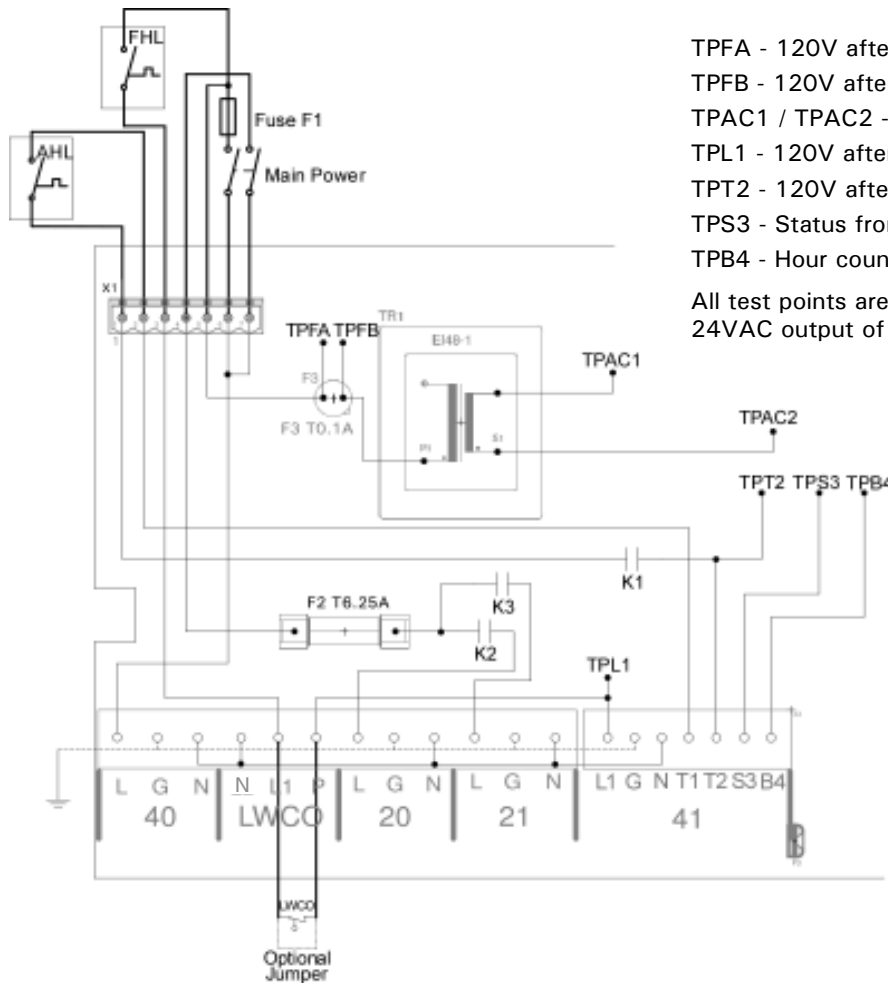 FHL
TPFA - 120V afte
TPFB - 120V afte
TPAC1 / TPAC2 -
TPL1 - 120V after
TPT2 - 120V afte
TPS3 - Status fron
TPB4 - Hour coun
All test points are
24VAC output of
Fuse F1
AHL
Main Power
X1
1
TR1
TPFA TPFB
EI48-1
F3
TPAC1
F3 T0.1A
S1
TPAC2
TPT2 TPS3 TPB4
K1
F2 T6.25A
K3
K2
TPL1
L G N N L1 P L G N L G N L1 G N T1 T2 S3 B4
40 LWCO 20 21 41
LWCO
Optional
Jumper